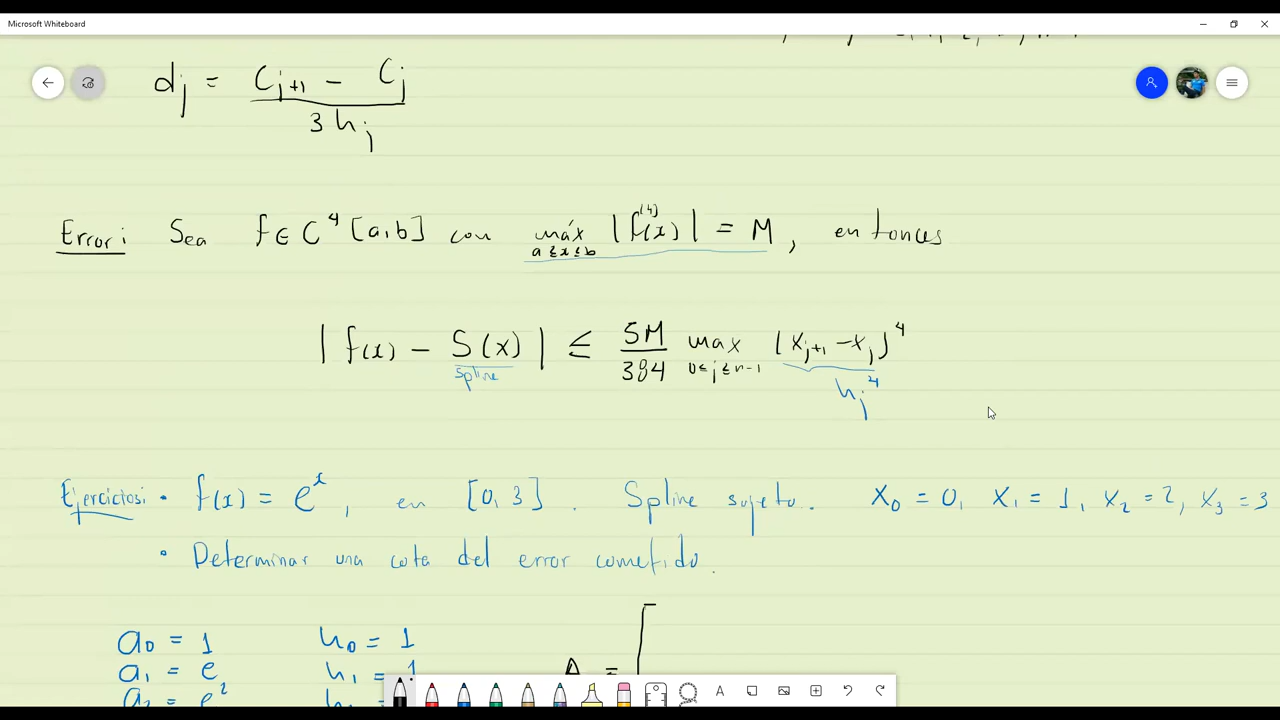 Microsoft Whiteboard
dj = (Cj+1 − Cj) / 3hj
Error: Sea f ∈ C⁴[a,b] con máx a≤x≤b |f⁽⁴⁾(x)| = M, entonces
|f(x) − S(x)| ≤ 5M/384 max 0≤j≤n-1 (xj+1 − xj)⁴
Spline
hj⁴
Ejercicios: • f(x) = eˣ, en [0,3]. Spline sujeto. X0 = 0, X1 = 1, X2 = 2, X3 = 3
• Determinar una cota del error cometido.
a0 = 1 h0 = 1
a1 = e h1 = 1 A = [
a2 = e²
A